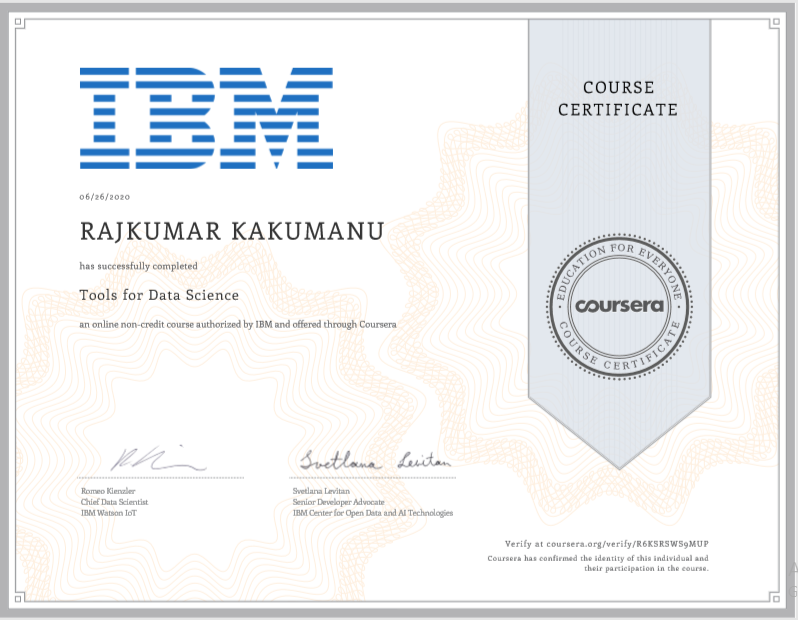 IBM
COURSE
CERTIFICATE
06/26/2020
RAJKUMAR KAKUMANU
has successfully completed
Tools for Data Science
an online non-credit course authorized by IBM and offered through Coursera
EDUCATION FOR EVERYONE
coursera
COURSE CERTIFICATE
Svetlana Levitan
Romeo Kienzler
Chief Data Scientist
IBM Watson IoT
Svetlana Levitan
Senior Developer Advocate
IBM Center for Open Data and AI Technologies
Verify at coursera.org/verify/R6KSRSWS9MUP
Coursera has confirmed the identity of this individual and
their participation in the course.